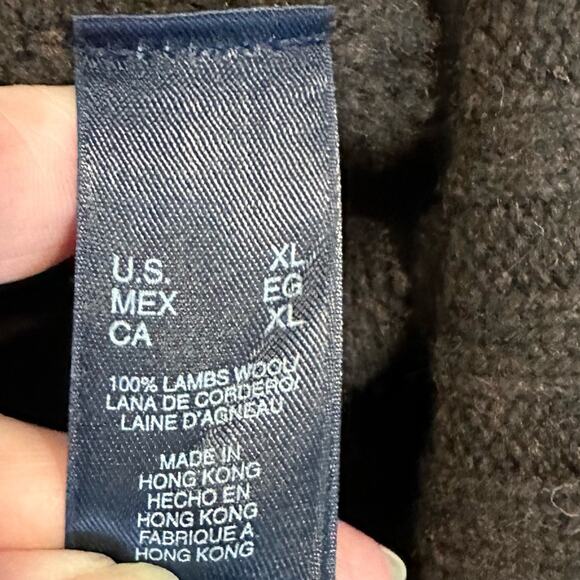 U.S. XL
MEX EG
CA XL
100% LAMBS WOOL/
LANA DE CORDERO/
LAINE D'AGNEAU
MADE IN
HONG KONG
HECHO EN
HONG KONG
FABRIQUE A
HONG KONG